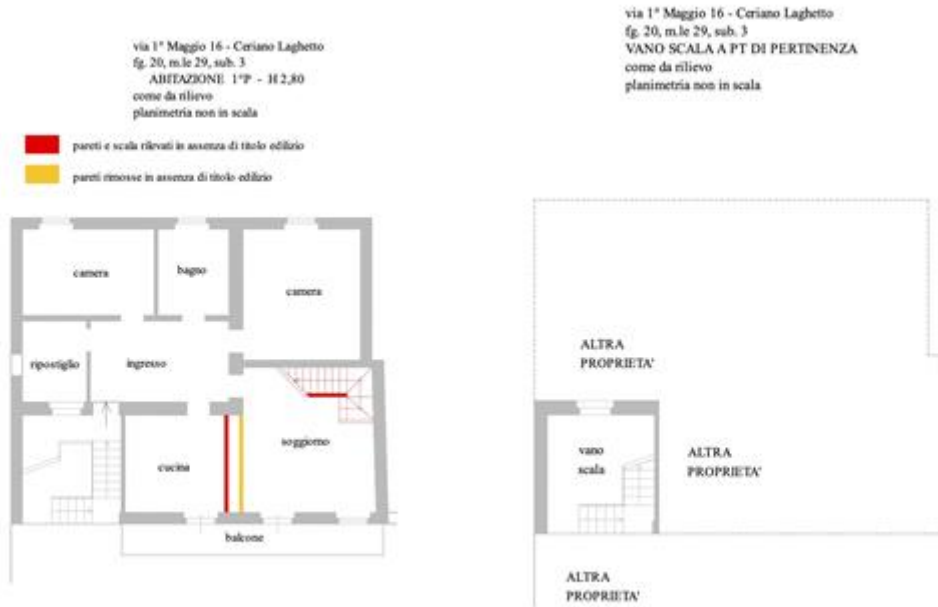 via 1° Maggio 16 - Ceriano Laghetto
fg. 20, m.le 29, sub. 3
ABITAZIONE 1°P - H 2,80
come da rilievo
planimetria non in scala
pareti e scala rilevati in assenza di titolo edilizio
pareti rimosse in assenza di titolo edilizio
camera
bagno
camera
ripostiglio
ingresso
cucina
soggiorno
balcone
via 1° Maggio 16 - Ceriano Laghetto
fg. 20, m.le 29, sub. 3
VANO SCALA A PT DI PERTINENZA
come da rilievo
planimetria non in scala
ALTRA
PROPRIETA'
vano
scala
ALTRA
PROPRIETA'
ALTRA
PROPRIETA'